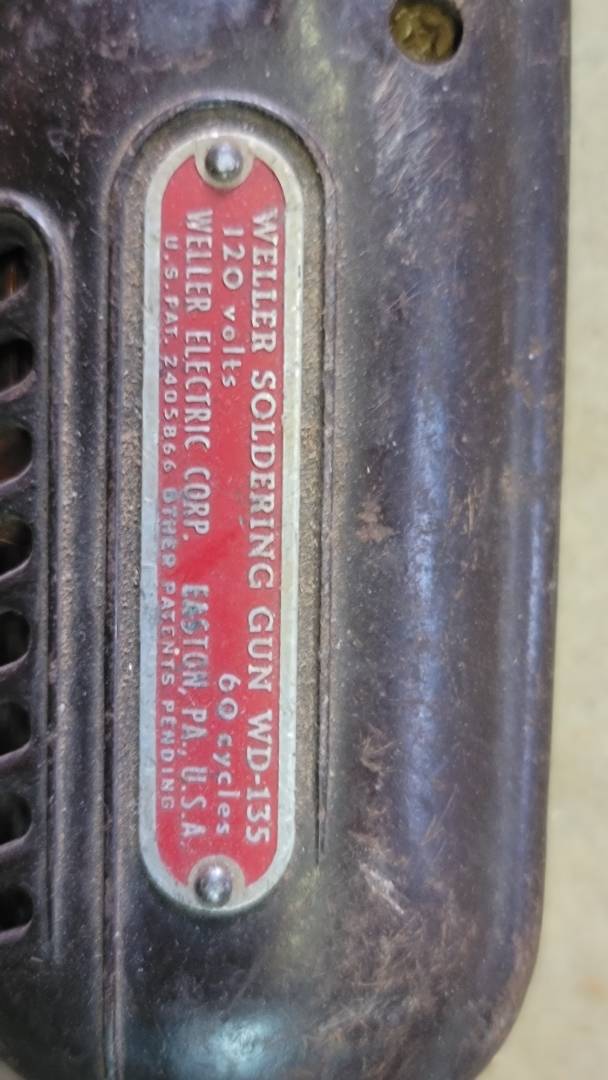 WELLER SOLDERING GUN WD-135
120 volts 60 cycles
WELLER ELECTRIC CORP. EASTON, PA., U.S.A.
U.S. PAT. 2405866 OTHER PATENTS PENDING